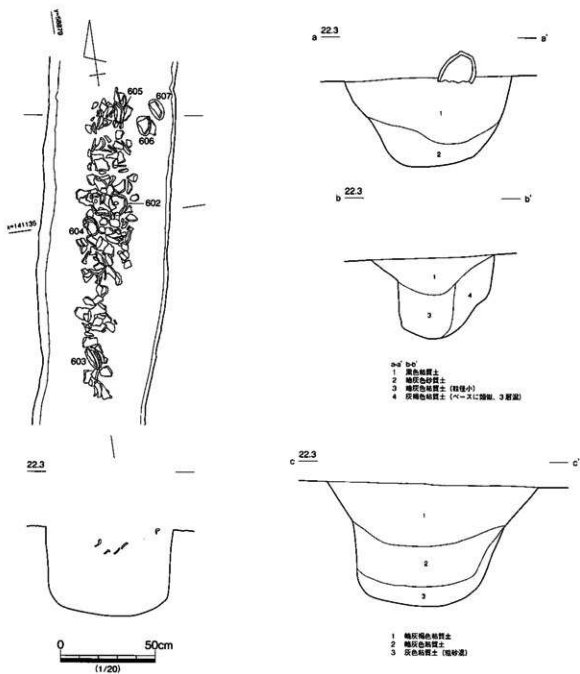 y=58879
605
607
606
602
604
x=141135
603
22.3
P
0 50cm
(1/20)
a 22.3 a'
1
2
b 22.3 b'
1
3
4
a-a' b-b'
1 黒色粘質土
2 暗灰色砂質土
3 暗灰色粘質土(粒径小)
4 灰褐色粘質土(ベースに類似、3層混)
c 22.3 c'
1
2
3
1 暗灰褐色粘質土
2 暗灰色粘質土
3 灰色粘質土(粗砂混)